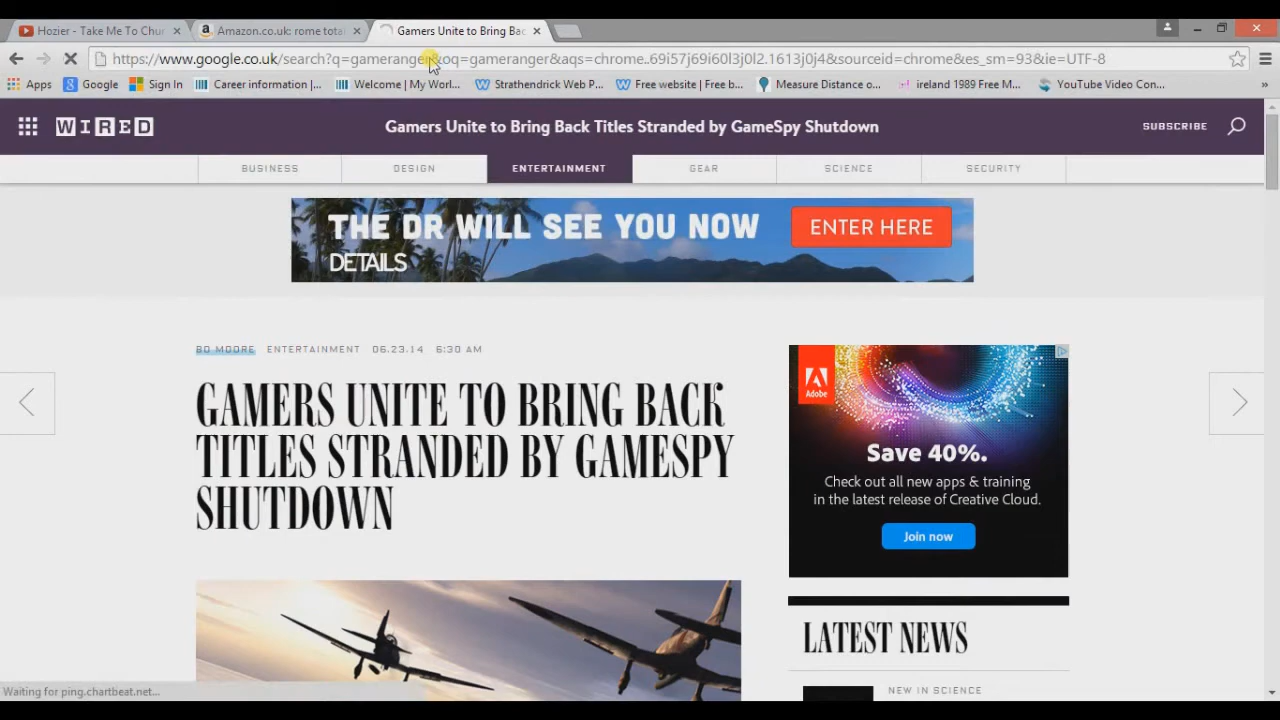 Hozier - Take Me To Chu
Amazon.co.uk: rome tota
Gamers Unite to Bring Bac
https://www.google.co.uk/search?q=gameranger&oq=gameranger&aqs=chrome..69i57j69i60l3j0l2.1613j0j4&sourceid=chrome&es_sm=93&ie=UTF-8
Apps Google Sign In Career information |... Welcome | My Worl... Strathendrick Web P... Free website | Free b... Measure Distance o... ireland 1989 Free M... YouTube Video Con... »
WIRED Gamers Unite to Bring Back Titles Stranded by GameSpy Shutdown SUBSCRIBE
BUSINESS DESIGN ENTERTAINMENT GEAR SCIENCE SECURITY
THE DR WILL SEE YOU NOW ENTER HERE
DETAILS
BO MOORE ENTERTAINMENT 06.23.14 6:30 AM
GAMERS UNITE TO BRING BACK
TITLES STRANDED BY GAMESPY
SHUTDOWN
Adobe
Save 40%.
Check out all new apps & training
in the latest release of Creative Cloud.
Join now
LATEST NEWS
NEW IN SCIENCE
Waiting for ping.chartbeat.net...